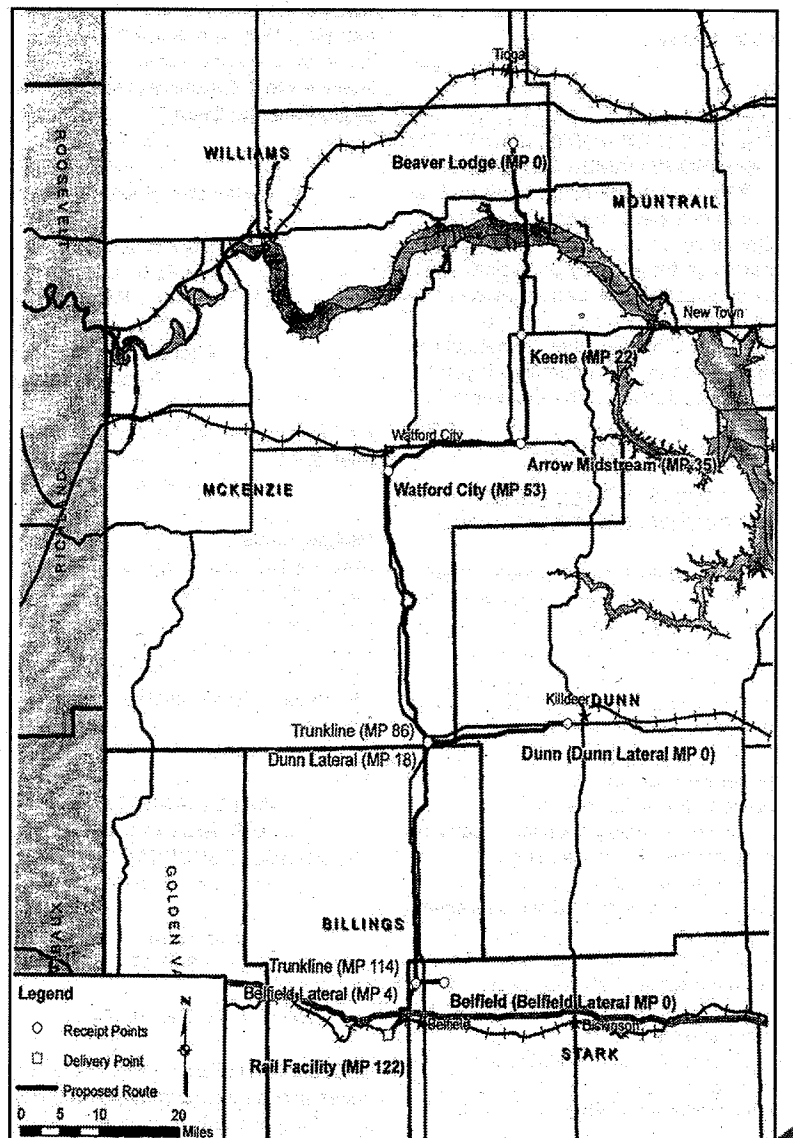 Tioga
ROOSEVELT
WILLIAMS
Beaver Lodge (MP 0)
MOUNTRAIL
New Town
Keene (MP 22)
Watford City
Arrow Midstream (MP 35)
RICHLAND
MCKENZIE
Watford City (MP 53)
Killdeer
DUNN
Trunkline (MP 86)
Dunn (Dunn Lateral MP 0)
Dunn Lateral (MP 18)
GOLDEN VA
BILLINGS
Trunkline (MP 114)
Legend
Belfield Lateral (MP 4)
Belfield (Belfield Lateral MP 0)
N
Receipt Points
Belfield
Dickinson
STARK
Delivery Point
Rail Facility (MP 122)
Proposed Route
0 5 10 20
Miles